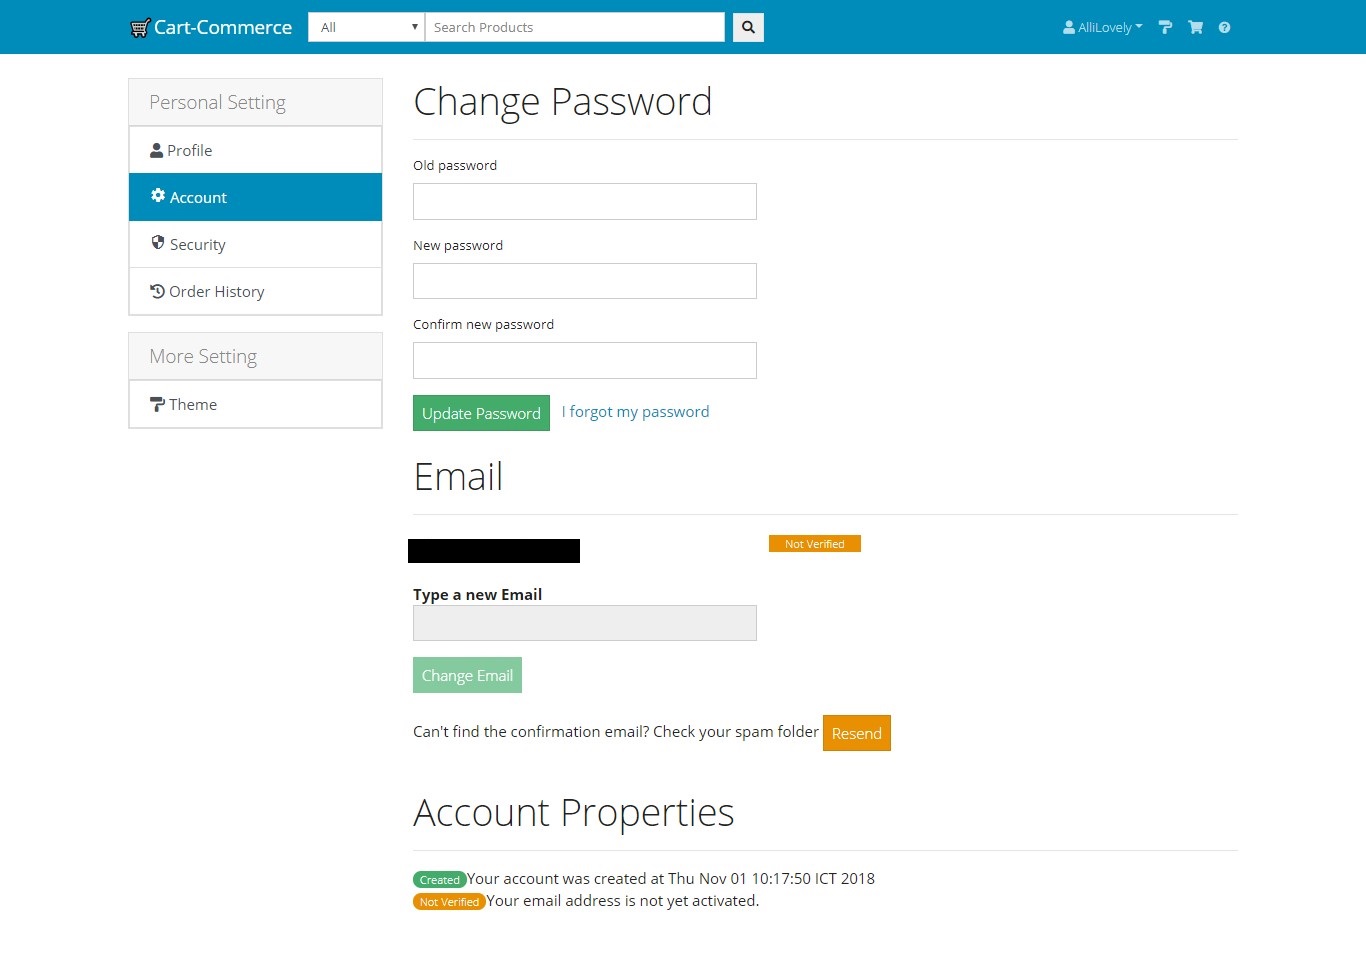 Cart-Commerce All Search Products AlliLovely
Personal Setting
Profile
Account
Security
Order History
More Setting
Theme
Change Password
Old password
New password
Confirm new password
Update Password I forgot my password
Email
Not Verified
Type a new Email
Change Email
Can't find the confirmation email? Check your spam folder Resend
Account Properties
Created Your account was created at Thu Nov 01 10:17:50 ICT 2018
Not Verified Your email address is not yet activated.